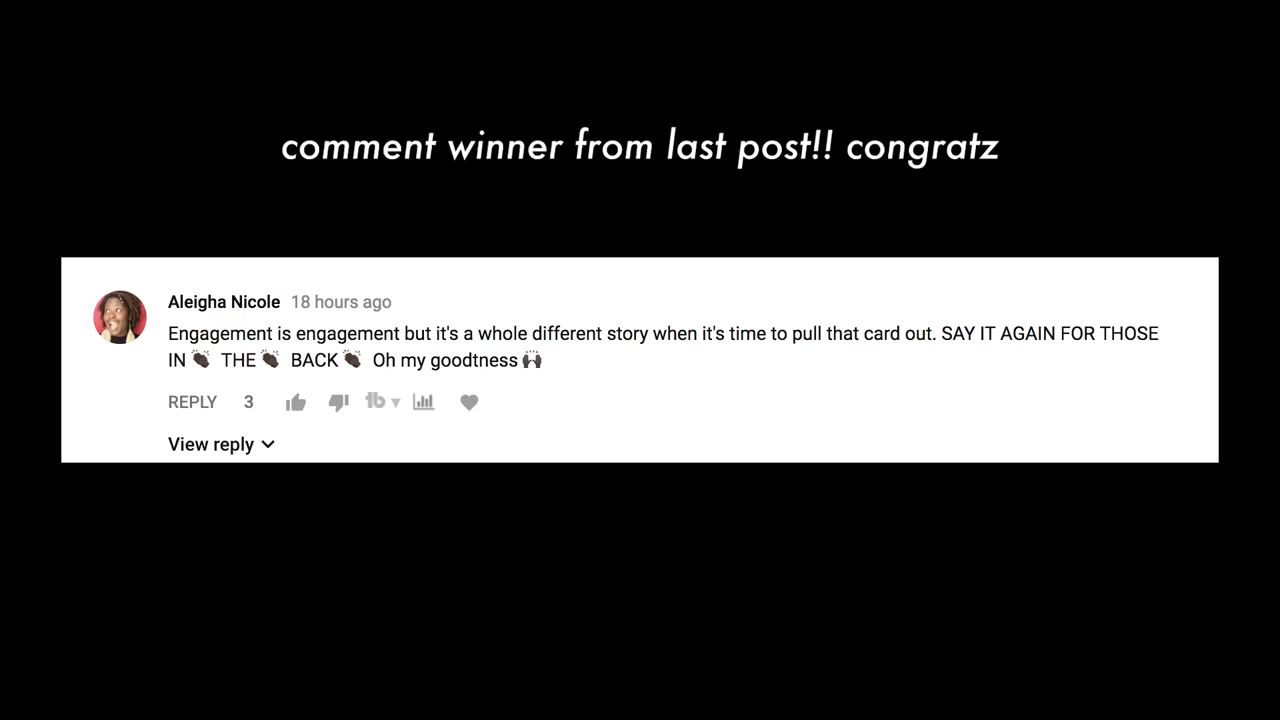 comment winner from last post!! congratz
Aleigha Nicole 18 hours ago
Engagement is engagement but it's a whole different story when it's time to pull that card out. SAY IT AGAIN FOR THOSE
IN👏🏿 THE👏🏿 BACK👏🏿 Oh my goodtness🙌🏿
REPLY 3
tb
View reply